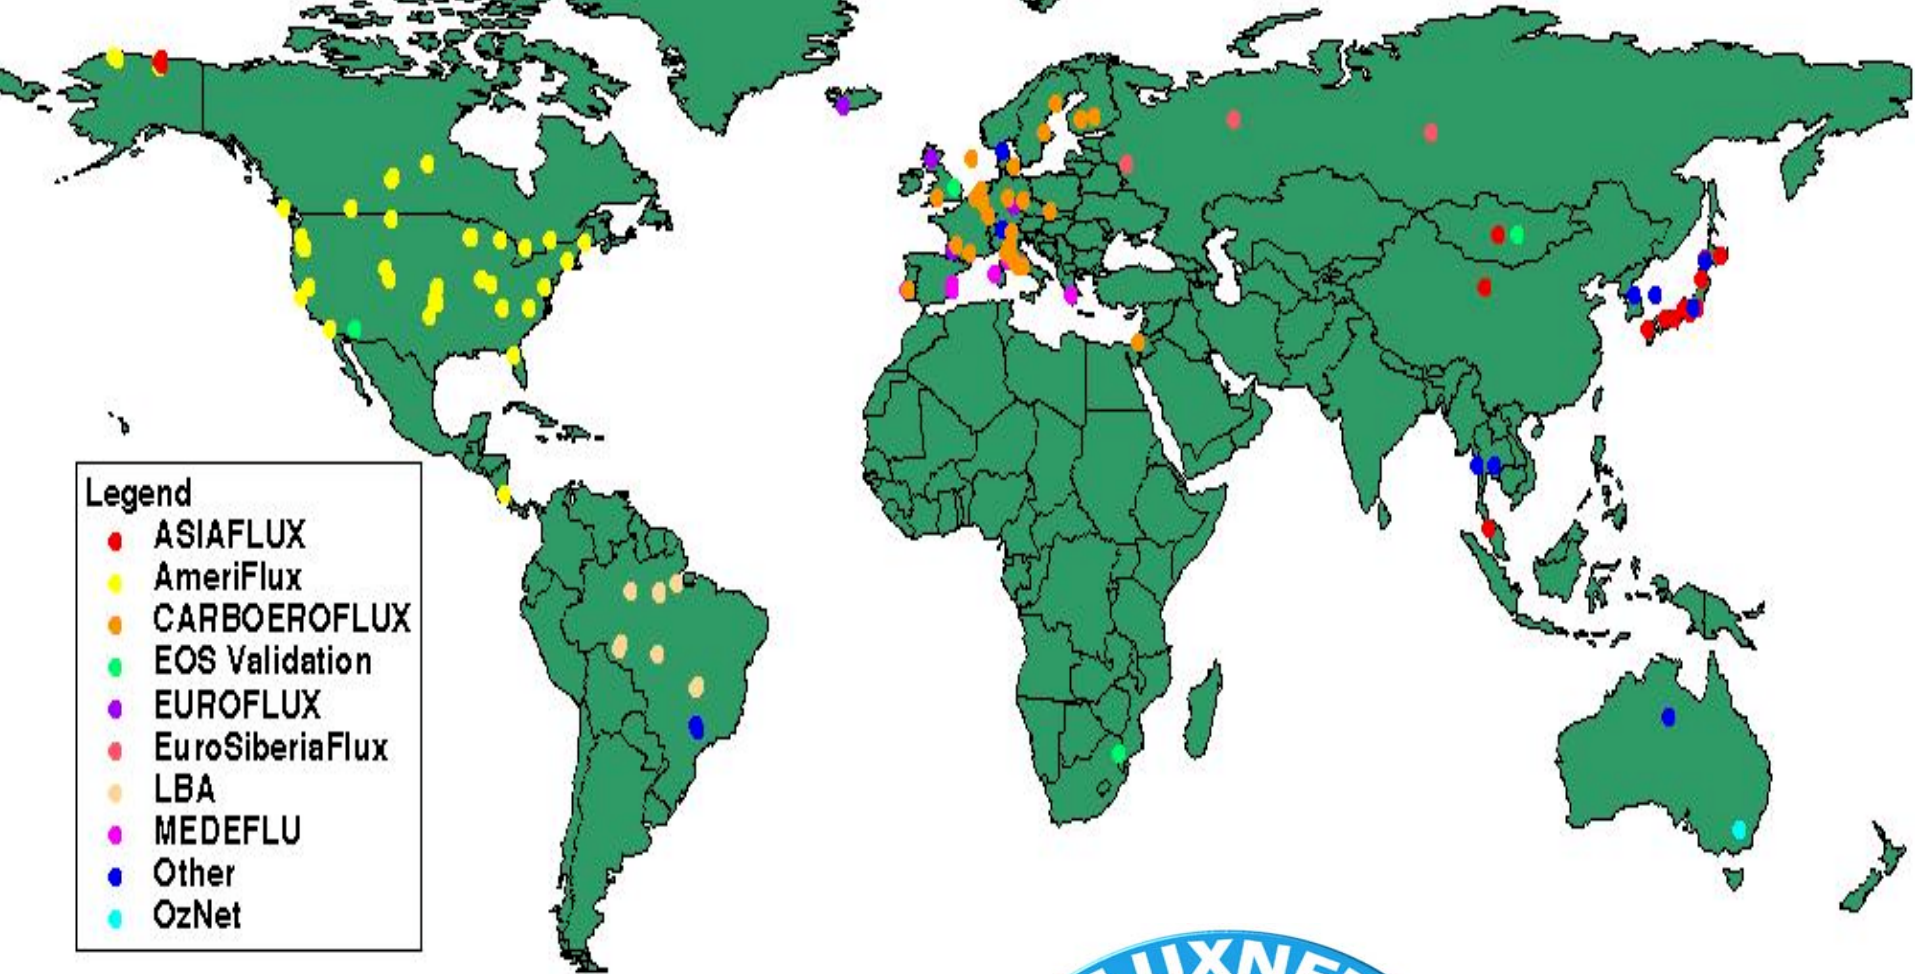 Legend
ASIAFLUX
AmeriFlux
CARBOEROFLUX
EOS Validation
EUROFLUX
EuroSiberiaFlux
LBA
MEDEFLU
Other
OzNet